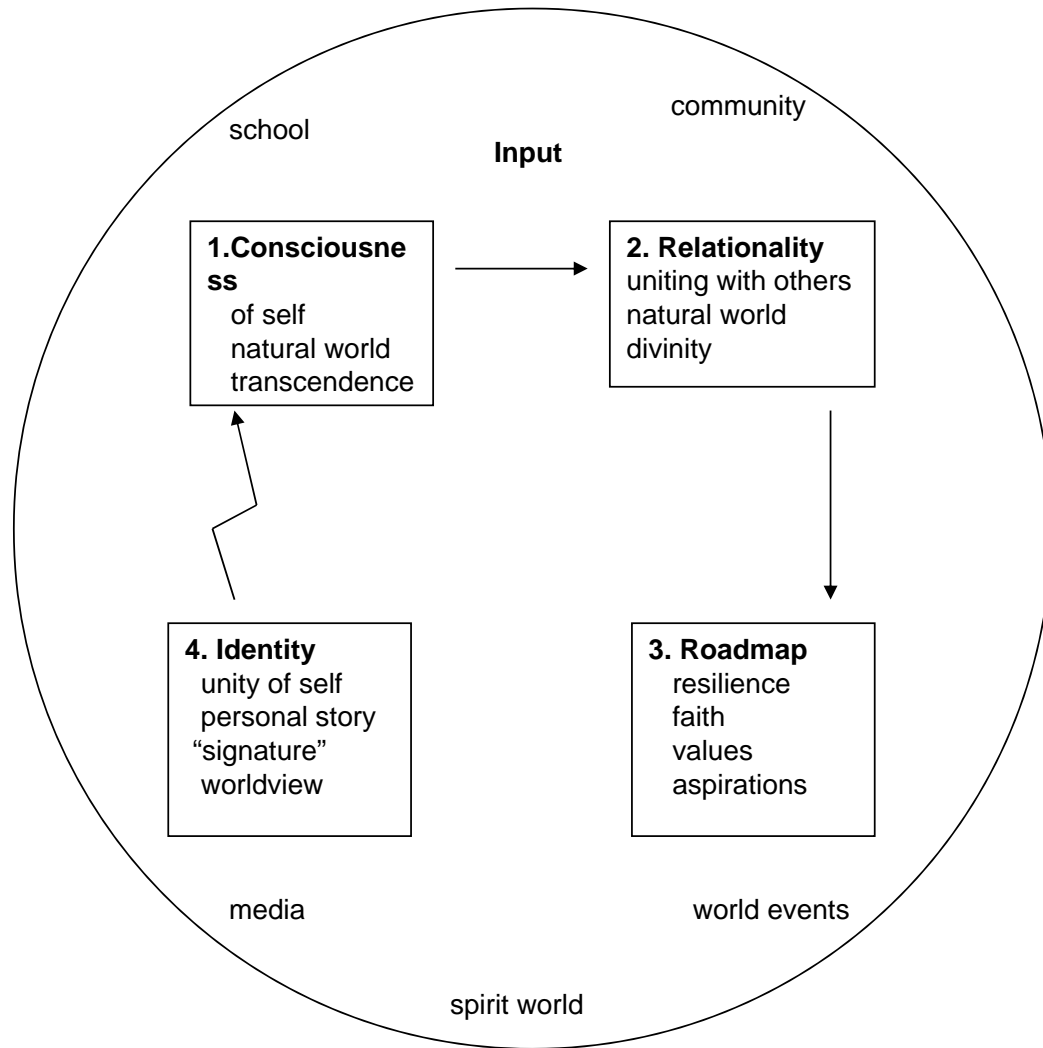 school
community
Input
1.Consciousne
ss
of self
natural world
transcendence
2. Relationality
uniting with others
natural world
divinity
4. Identity
unity of self
personal story
“signature”
worldview
3. Roadmap
resilience
faith
values
aspirations
media
world events
spirit world